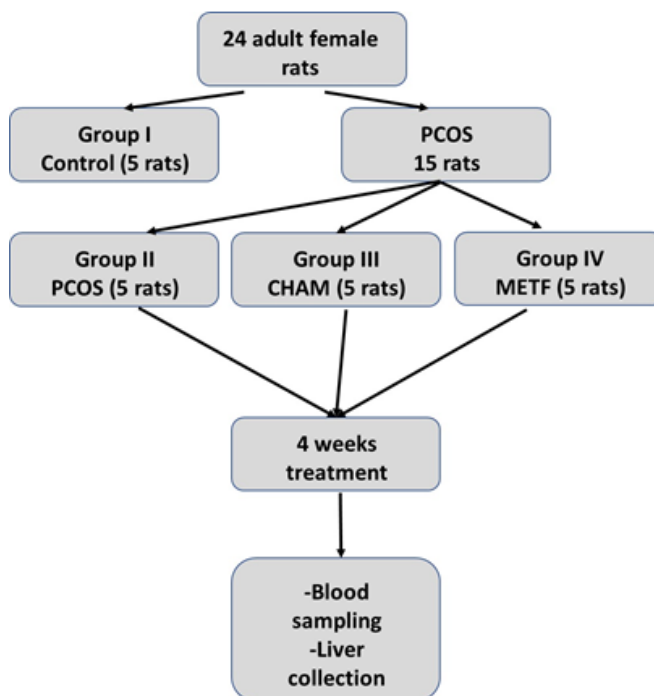 24 adult female
rats
Group I
Control (5 rats)
PCOS
15 rats
Group II
PCOS (5 rats)
Group III
CHAM (5 rats)
Group IV
METF (5 rats)
4 weeks
treatment
-Blood
sampling
-Liver
collection